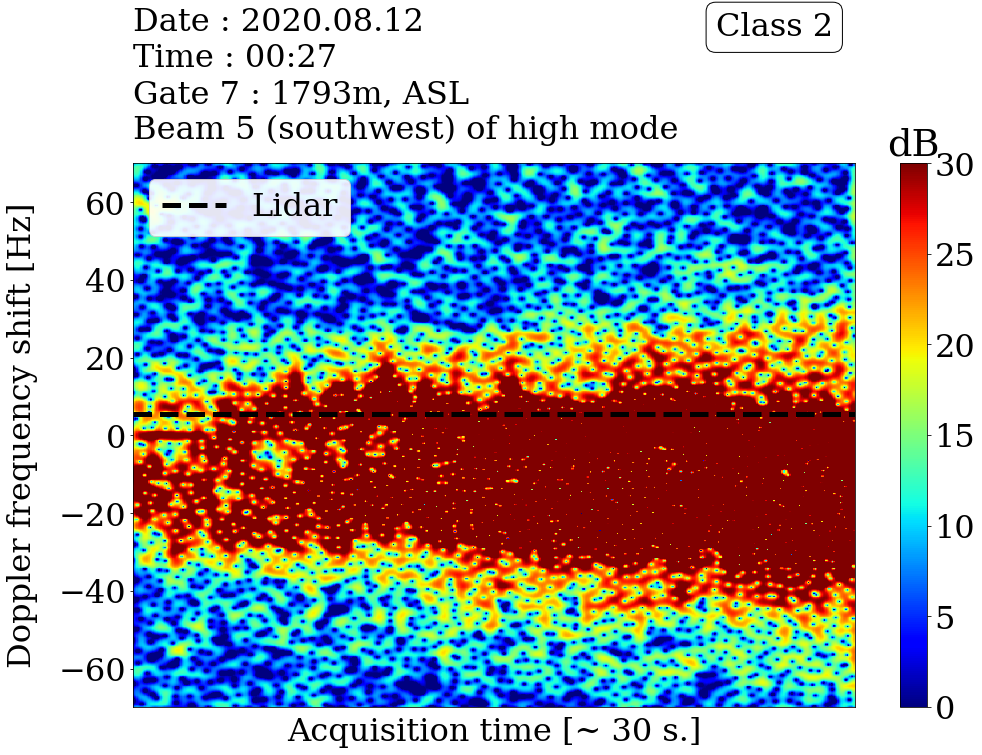 Date : 2020.08.12
Time : 00:27
Gate 7 : 1793m, ASL
Beam 5 (southwest) of high mode
Class 2
dB
Lidar
Doppler frequency shift [Hz]
60
40
20
0
−20
−40
−60
Acquisition time [~ 30 s.]
30
25
20
15
10
5
0